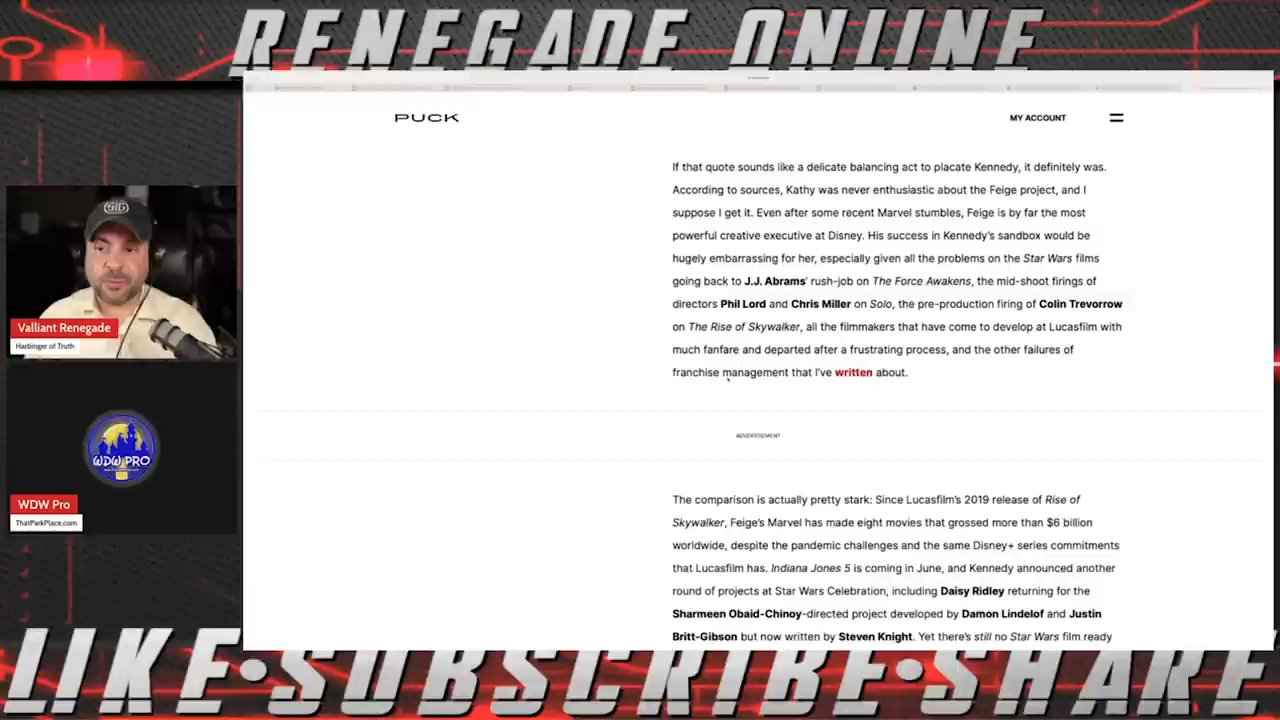 RENEGADE ONLINE
PUCK
MY ACCOUNT
If that quote sounds like a delicate balancing act to placate Kennedy, it definitely was.
According to sources, Kathy was never enthusiastic about the Feige project, and I
suppose I get it. Even after some recent Marvel stumbles, Feige is by far the most
powerful creative executive at Disney. His success in Kennedy's sandbox would be
hugely embarrassing for her, especially given all the problems on the Star Wars films
going back to J.J. Abrams' rush-job on The Force Awakens, the mid-shoot firings of
directors Phil Lord and Chris Miller on Solo, the pre-production firing of Colin Trevorrow
on The Rise of Skywalker, all the filmmakers that have come to develop at Lucasfilm with
much fanfare and departed after a frustrating process, and the other failures of
franchise management that I've written about.
ADVERTISEMENT
The comparison is actually pretty stark: Since Lucasfilm's 2019 release of Rise of
Skywalker, Feige's Marvel has made eight movies that grossed more than $6 billion
worldwide, despite the pandemic challenges and the same Disney+ series commitments
that Lucasfilm has. Indiana Jones 5 is coming in June, and Kennedy announced another
round of projects at Star Wars Celebration, including Daisy Ridley returning for the
Sharmeen Obaid-Chinoy-directed project developed by Damon Lindelof and Justin
Britt-Gibson but now written by Steven Knight. Yet there's still no Star Wars film ready
Valliant Renegade
Harbinger of Truth
WDW PRO
WDW Pro
ThatParkPlace.com
LIKE•SUBSCRIBE•SHARE